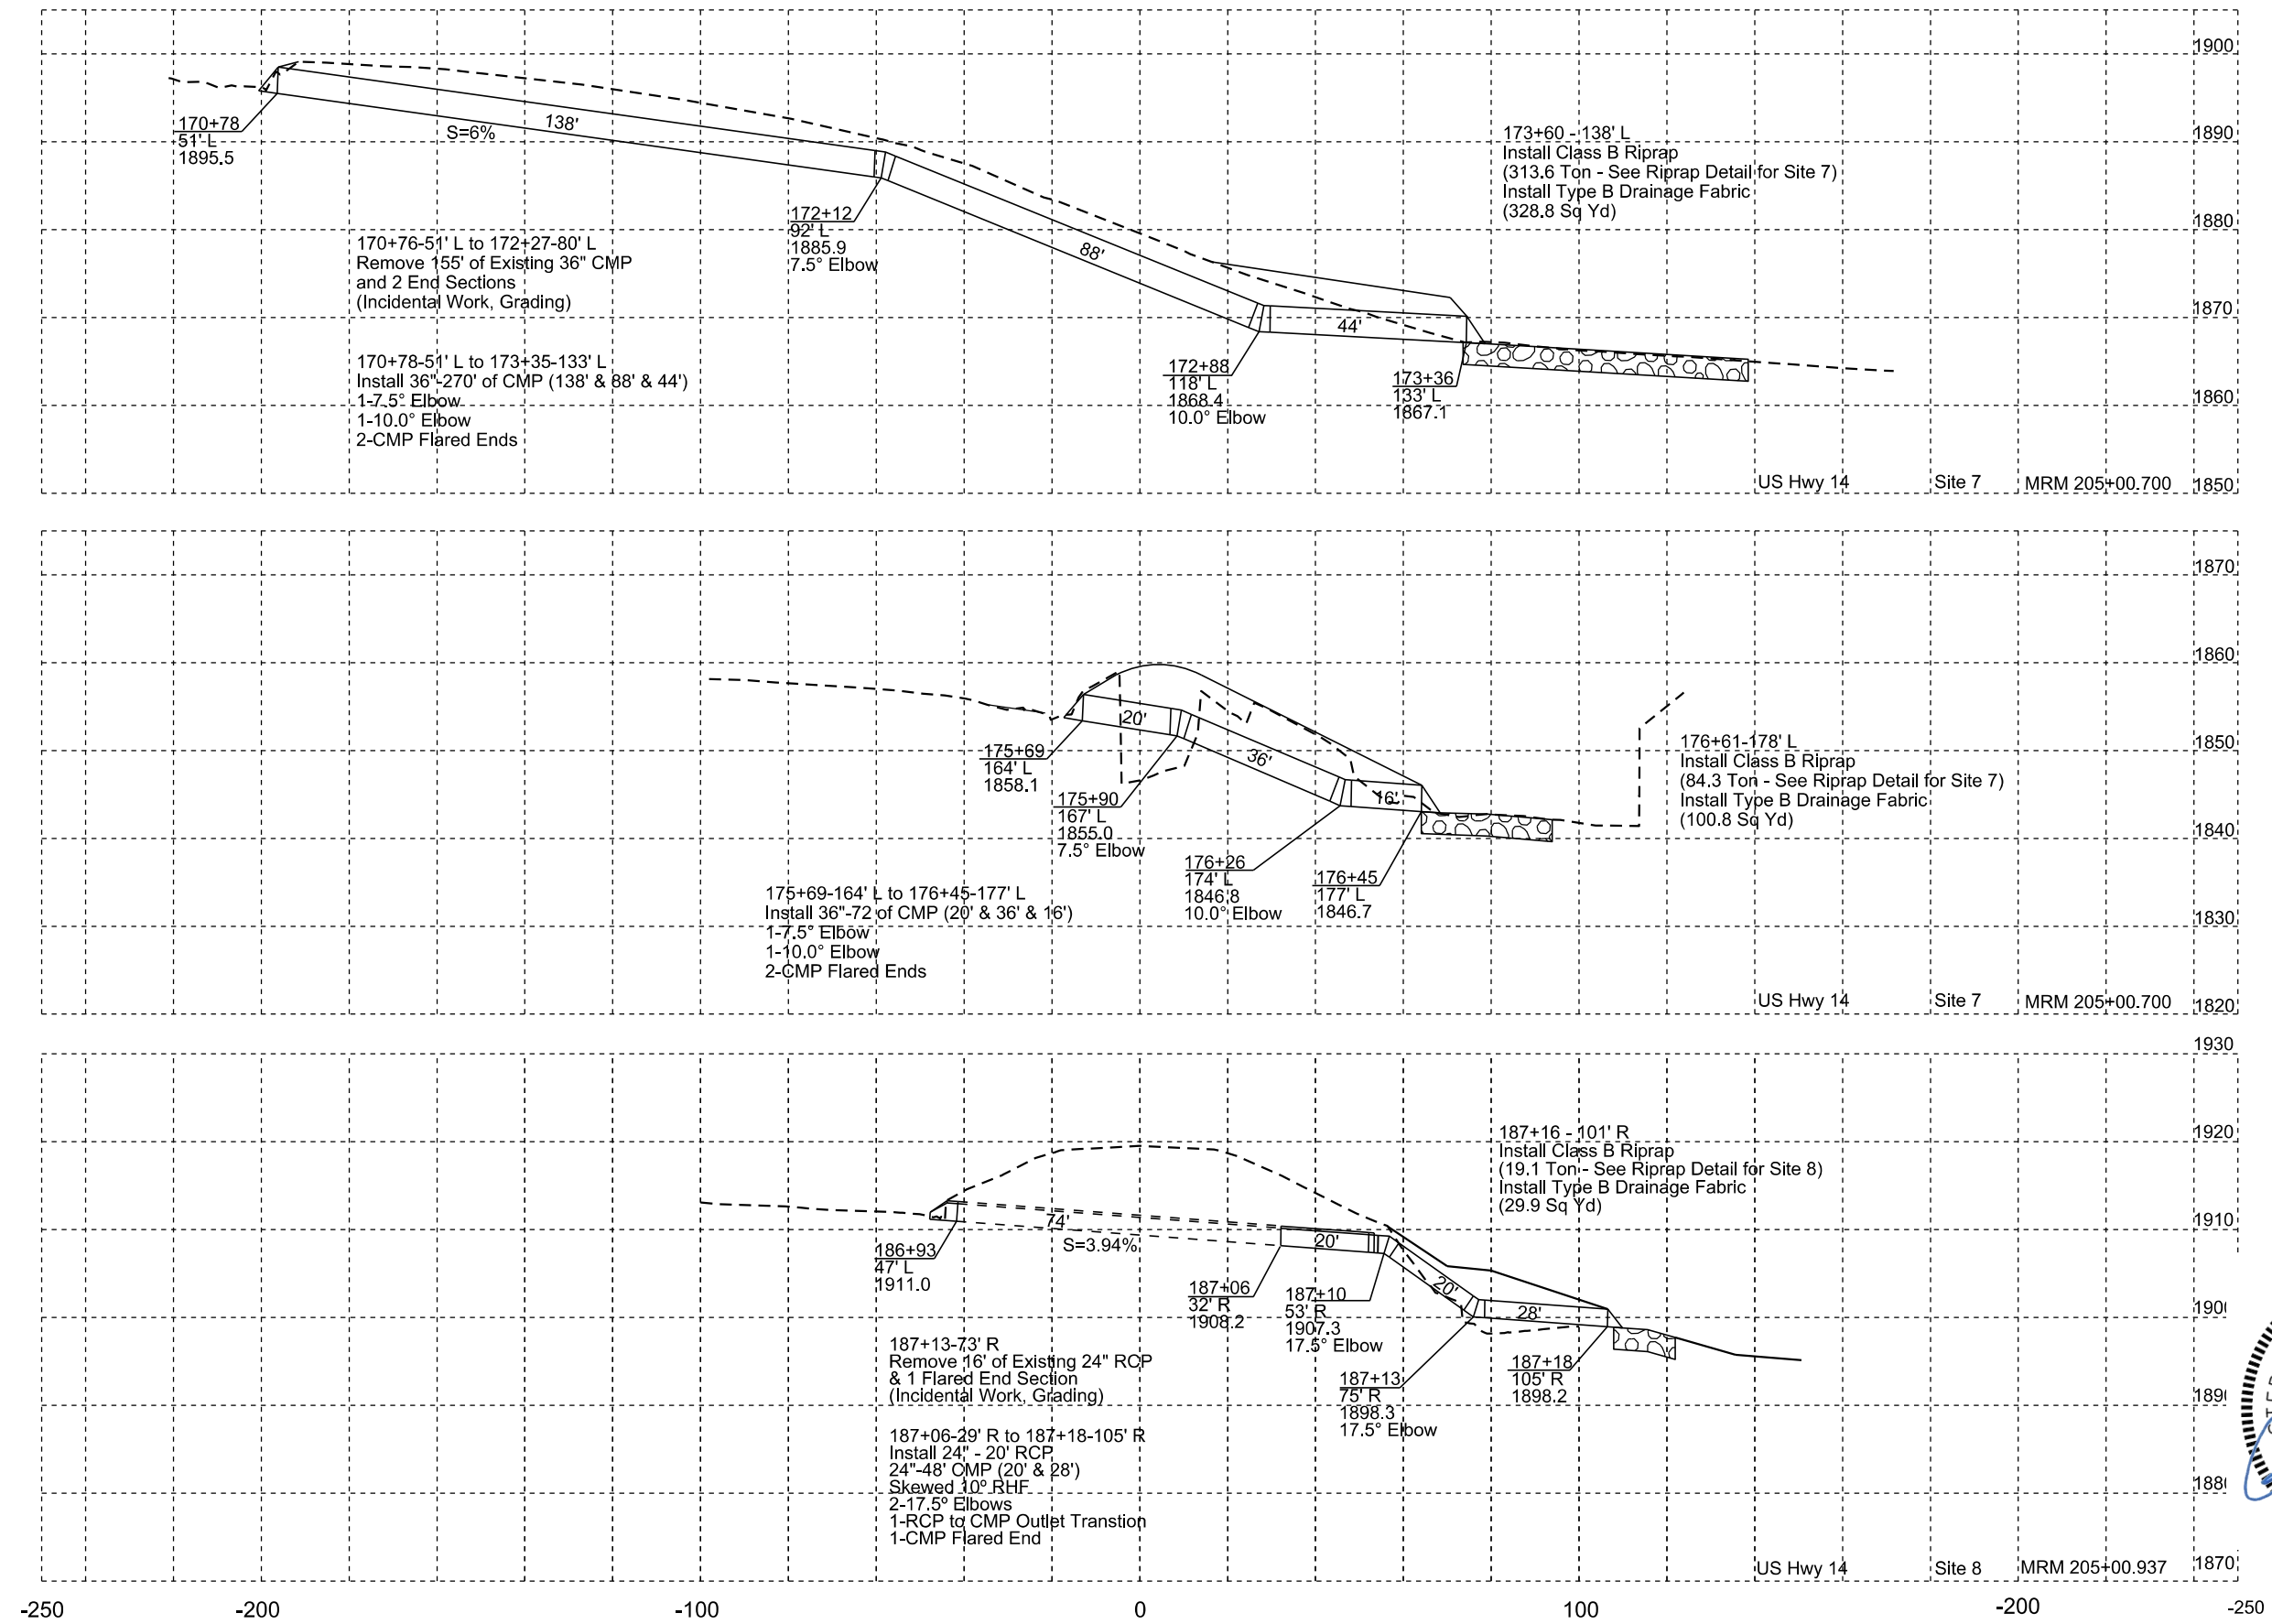 1900
1890
1880
1870
1860
1850
170+78
51' L
1895.5
S=6%
138'
172+12
92' L
1885.9
7.5° Elbow
88'
173+60 - 138' L
Install Class B Riprap
(313.6 Ton - See Riprap Detail for Site 7)
Install Type B Drainage Fabric
(328.8 Sq Yd)
170+76-51' L to 172+27-80' L
Remove 155' of Existing 36" CMP
and 2 End Sections
(Incidental Work, Grading)
170+78-51' L to 173+35-133' L
Install 36"-270' of CMP (138' & 88' & 44')
1-7.5° Elbow
1-10.0° Elbow
2-CMP Flared Ends
44'
172+88
118' L
1868.4
10.0° Elbow
173+36
133' L
1867.1
US Hwy 14 Site 7 MRM 205+00.700
1870
1860
1850
1840
1830
1820
175+69
164' L
1858.1
20'
175+90
167' L
1855.0
7.5° Elbow
36'
16'
176+26
174' L
1846.8
10.0° Elbow
176+45
177' L
1846.7
176+61-178' L
Install Class B Riprap
(84.3 Ton - See Riprap Detail for Site 7)
Install Type B Drainage Fabric
(100.8 Sq Yd)
175+69-164' L to 176+45-177' L
Install 36"-72 of CMP (20' & 36' & 16')
1-7.5° Elbow
1-10.0° Elbow
2-CMP Flared Ends
US Hwy 14 Site 7 MRM 205+00.700
1930
1920
1910
1870
187+16 - 101' R
Install Class B Riprap
(19.1 Ton - See Riprap Detail for Site 8)
Install Type B Drainage Fabric
(29.9 Sq Yd)
186+93
47' L
1911.0
74'
S=3.94%
187+06
32' R
1908.2
20'
187+10
53' R
1907.3
17.5° Elbow
20'
28'
187+13
75' R
1898.3
17.5° Elbow
187+18
105' R
1898.2
187+13-73' R
Remove 16' of Existing 24" RCP
& 1 Flared End Section
(Incidental Work, Grading)
187+06-29' R to 187+18-105' R
Install 24" - 20' RCP
24"-48' CMP (20' & 28')
Skewed 10° RHF
2-17.5° Elbows
1-RCP to CMP Outlet Transtion
1-CMP Flared End
US Hwy 14 Site 8 MRM 205+00.937
-250 -200 -100 0 100 -200 -250